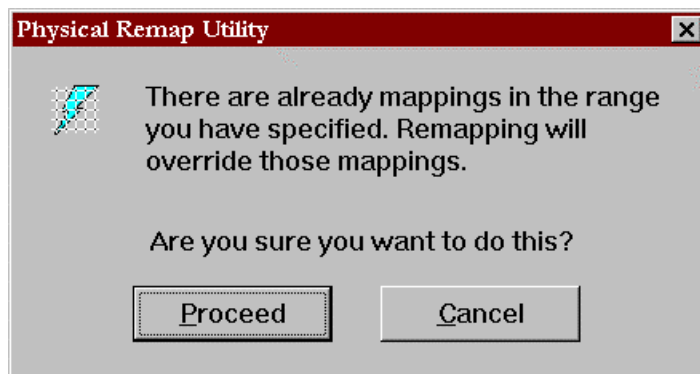 Physical Remap Utility
There are already mappings in the range
you have specified. Remapping will
override those mappings.
Are you sure you want to do this?
Proceed
Cancel